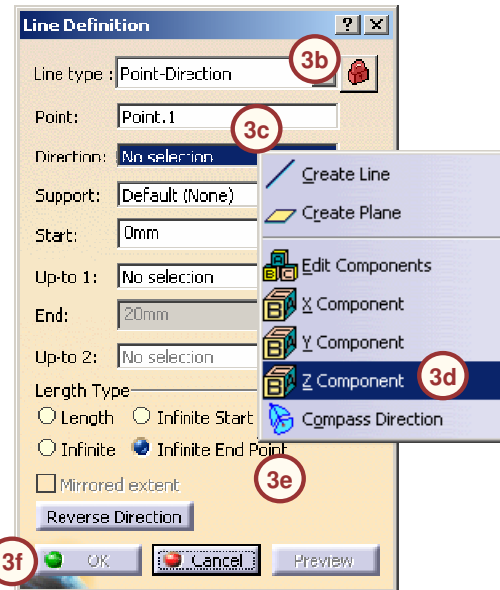 Line Definition
3b
Line type : Point-Direction
Point: Point.1
3c
Direction: No selection
Create Line
Support: Default (None)
Create Plane
Start: 0mm
Edit Components
Up-to 1: No selection
X Component
End: 20mm
Y Component
Up-to 2: No selection
Z Component 3d
Length Type
Length Infinite Start
Compass Direction
Infinite Infinite End Point
3e
Mirrored extent
Reverse Direction
3f OK Cancel Preview